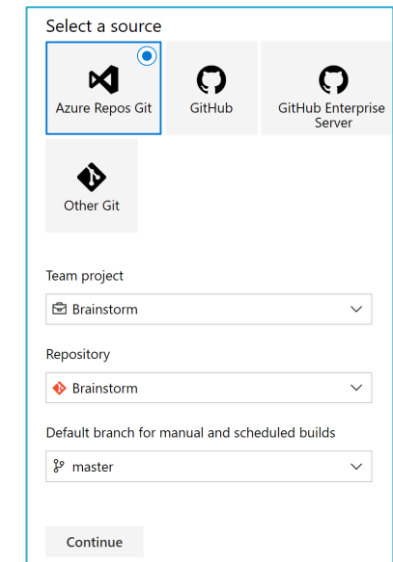 Select a source
Azure Repos Git
GitHub
GitHub Enterprise
Server
Other Git
Team project
Brainstorm
Repository
Brainstorm
Default branch for manual and scheduled builds
master
Continue